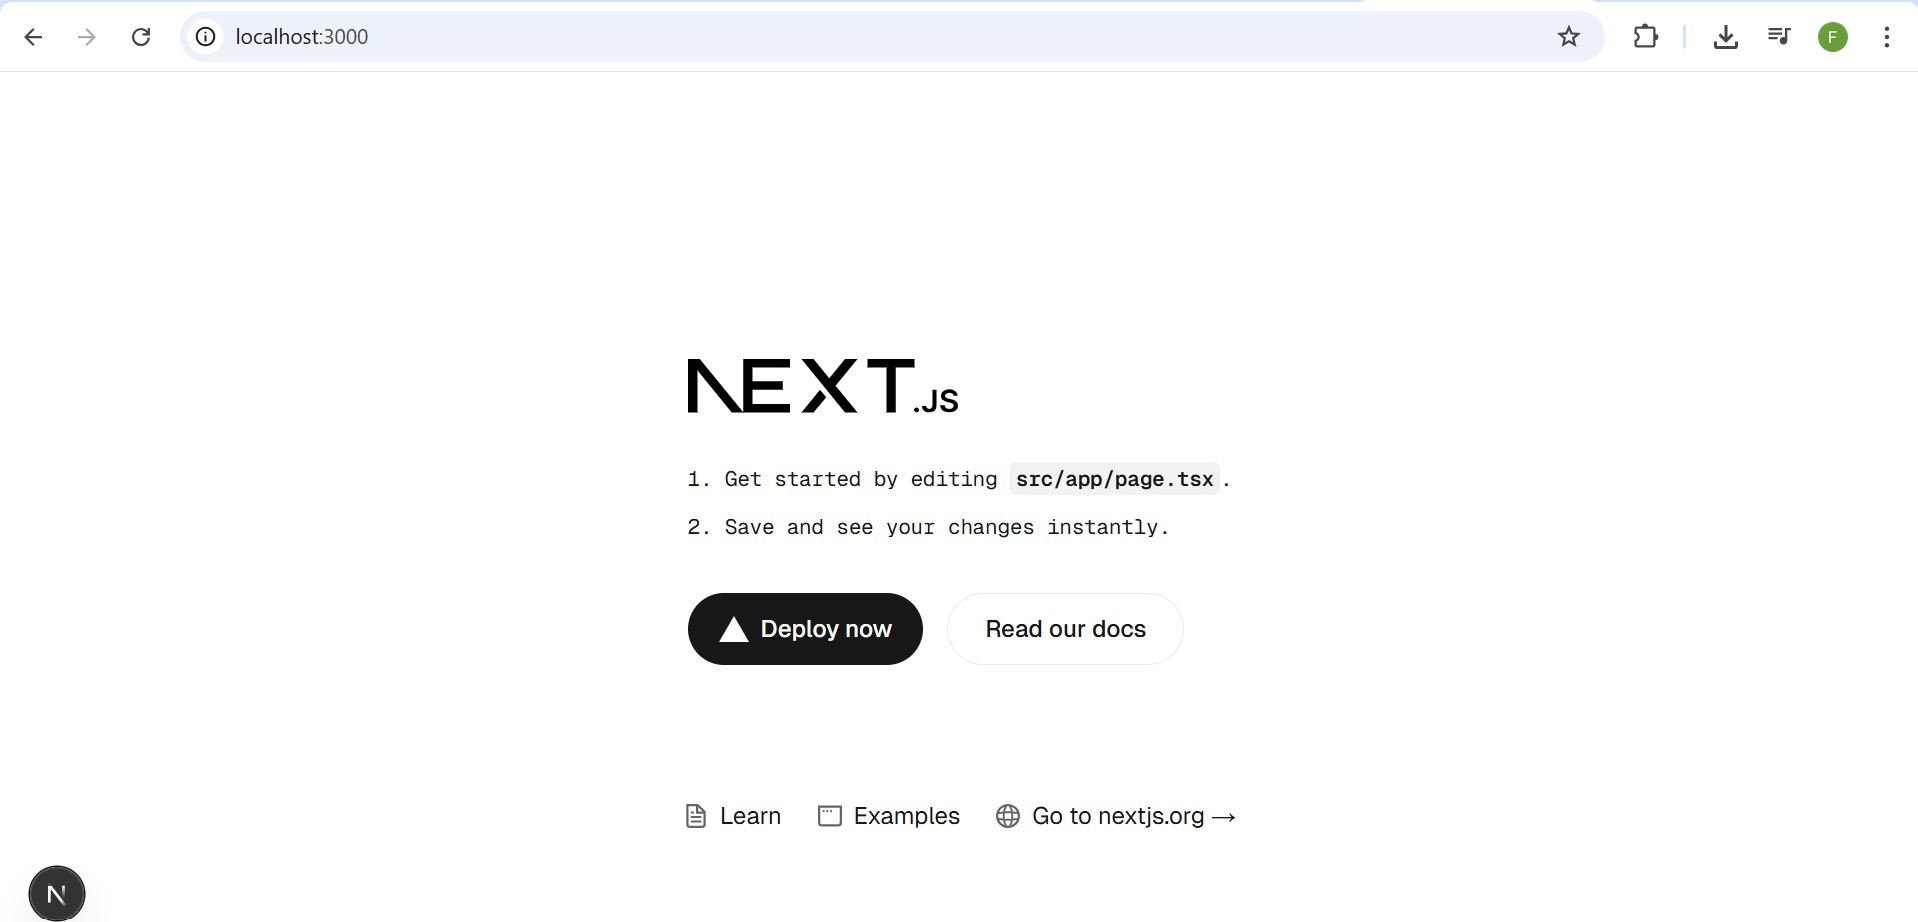 localhost:3000
F
NEXT.JS
1. Get started by editing src/app/page.tsx.
2. Save and see your changes instantly.
Deploy now
Read our docs
Learn
Examples
Go to nextjs.org →
N